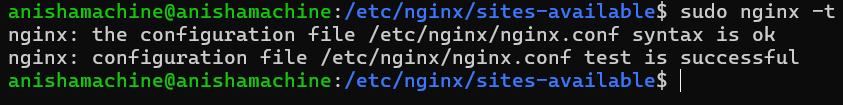 anishamachine@anishamachine:/etc/nginx/sites-available$ sudo nginx -t
nginx: the configuration file /etc/nginx/nginx.conf syntax is ok
nginx: configuration file /etc/nginx/nginx.conf test is successful
anishamachine@anishamachine:/etc/nginx/sites-available$